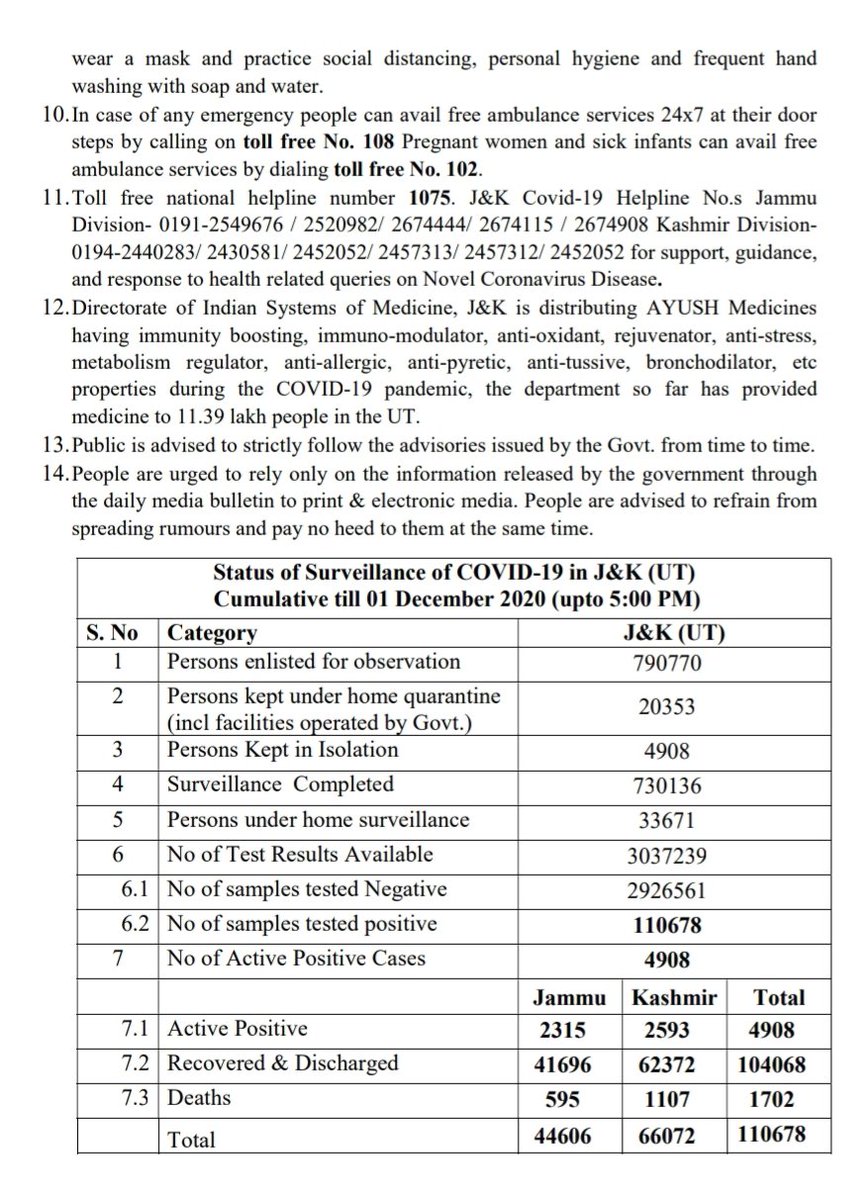 wear a mask and practice social distancing, personal hygiene and frequent hand
washing with soap and water.
10. In case of any emergency people can avail free ambulance services 24x7 at their door
steps by calling on toll free No. 108 Pregnant women and sick infants can avail free
ambulance services by dialing toll free No. 102.
11. Toll free national helpline number 1075. J&K Covid-19 Helpline No.s Jammu
Division- 0191-2549676 / 2520982/ 2674444/ 2674115 / 2674908 Kashmir Division-
0194-2440283/ 2430581/ 2452052/ 2457313/ 2457312/ 2452052 for support, guidance,
and response to health related queries on Novel Coronavirus Disease.
12. Directorate of Indian Systems of Medicine, J&K is distributing AYUSH Medicines
having immunity boosting, immuno-modulator, anti-oxidant, rejuvenator, anti-stress,
metabolism regulator, anti-allergic, anti-pyretic, anti-tussive, bronchodilator, etc
properties during the COVID-19 pandemic, the department so far has provided
medicine to 11.39 lakh people in the UT.
13. Public is advised to strictly follow the advisories issued by the Govt. from time to time.
14. People are urged to rely only on the information released by the government through
the daily media bulletin to print & electronic media. People are advised to refrain from
spreading rumours and pay no heed to them at the same time.
Status of Surveillance of COVID-19 in J&K (UT)
Cumulative till 01 December 2020 (upto 5:00 PM)
S. No Category J&K (UT)
1 Persons enlisted for observation 790770
2 Persons kept under home quarantine
(incl facilities operated by Govt.) 20353
3 Persons Kept in Isolation 4908
4 Surveillance Completed 730136
5 Persons under home surveillance 33671
6 No of Test Results Available 3037239
6.1 No of samples tested Negative 2926561
6.2 No of samples tested positive 110678
7 No of Active Positive Cases 4908
Jammu Kashmir Total
7.1 Active Positive 2315 2593 4908
7.2 Recovered & Discharged 41696 62372 104068
7.3 Deaths 595 1107 1702
Total 44606 66072 110678